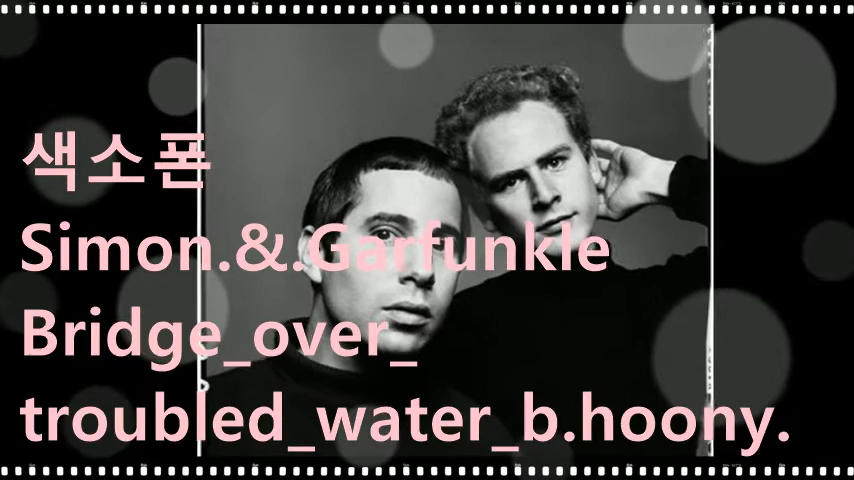 색소폰
Simon.&.Garfunkle
Bridge_over_
troubled_water_b.hoony.